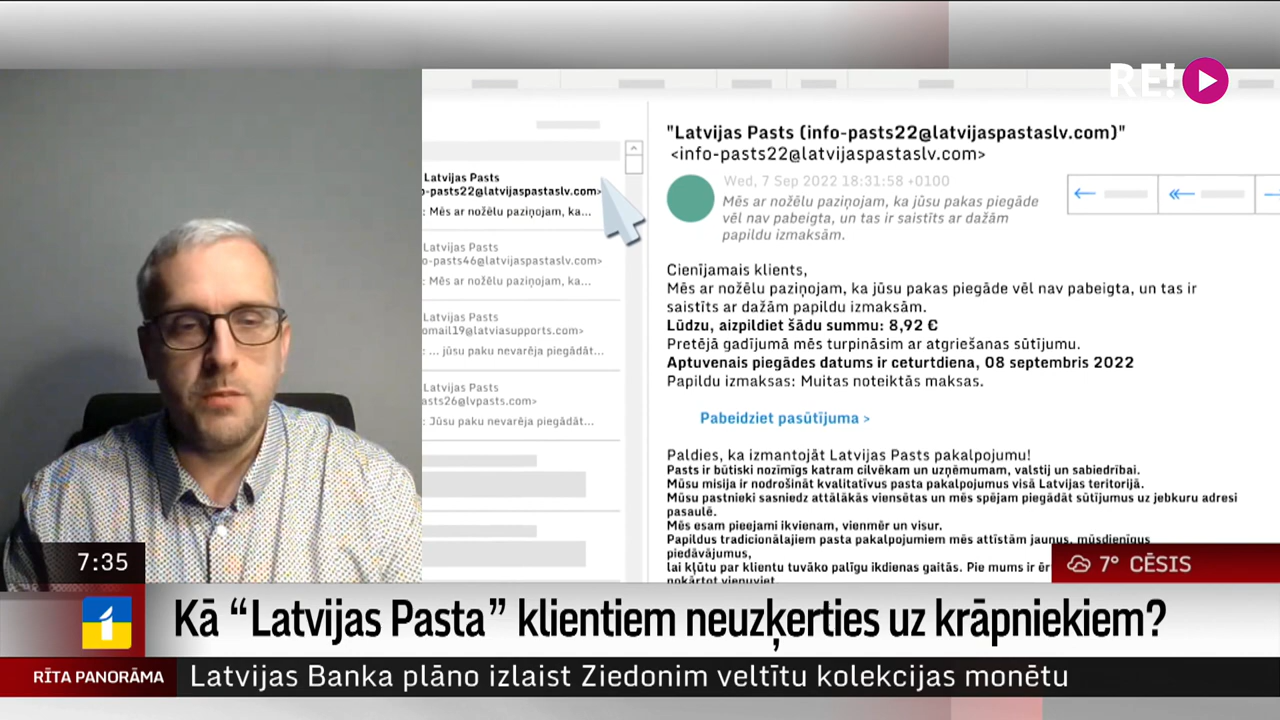 RE!
Latvijas Pasts
o-pasts22@latvijaspastaslv.com>
: Mēs ar nožēlu paziņojam, ka...
Latvijas Pasts
o-pasts46@latvijaspastaslv.com>
: Mēs ar nožēlu paziņojam, ka...
Latvijas Pasts
omail19@latviasupports.com>
: ... jūsu paku nevarēja piegādāt...
Latvijas Pasts
asts26@lvpasts.com>
: Jūsu paku nevarēja piegādāt...
"Latvijas Pasts (info-pasts22@latvijaspastaslv.com)"
<info-pasts22@latvijaspastaslv.com>
Wed, 7 Sep 2022 18:31:58 +0100
Mēs ar nožēlu paziņojam, ka jūsu pakas piegāde
vēl nav pabeigta, un tas ir saistīts ar dažām
papildu izmaksām.
Cienījamais klients,
Mēs ar nožēlu paziņojam, ka jūsu pakas piegāde vēl nav pabeigta, un tas ir
saistīts ar dažām papildu izmaksām.
Lūdzu, aizpildiet šādu summu: 8,92 €
Pretējā gadījumā mēs turpināsim ar atgriešanas sūtījumu.
Aptuvenais piegādes datums ir ceturtdiena, 08 septembris 2022
Papildu izmaksas: Muitas noteiktās maksas.
Pabeidziet pasūtījuma >
Paldies, ka izmantojāt Latvijas Pasts pakalpojumu!
Pasts ir būtiski nozīmīgs katram cilvēkam un uzņēmumam, valstij un sabiedrībai.
Mūsu misija ir nodrošināt kvalitatīvus pasta pakalpojumus visā Latvijas teritorijā.
Mūsu pastnieki sasniedz attālākās viensētas un mēs spējam piegādāt sūtījumus uz jebkuru adresi
pasaulē.
Mēs esam pieejami ikvienam, vienmēr un visur.
Papildus tradicionālajiem pasta pakalpojumiem mēs attīstām jaunus, mūsdienīgus
piedāvājumus,
lai kļūtu par klientu tuvāko palīgu ikdienas gaitās. Pie mums ir ēr
nokārtot vienuviet
7:35
7° CĒSIS
1
Kā “Latvijas Pasta” klientiem neuzķerties uz krāpniekiem?
RĪTA PANORĀMA
Latvijas Banka plāno izlaist Ziedonim veltītu kolekcijas monētu